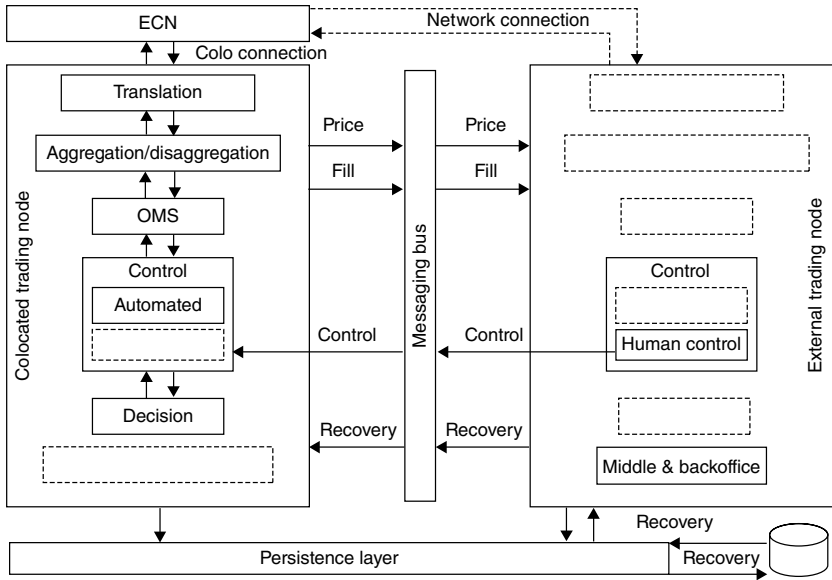 ECN
Network connection
Colo connection
Translation
Aggregation/disaggregation
OMS
Control
Automated
Decision
Colocated trading node
Price
Price
Fill
Fill
Control
Control
Recovery
Recovery
Messaging bus
Control
Human control
Middle & backoffice
External trading node
Recovery
Persistence layer
Recovery